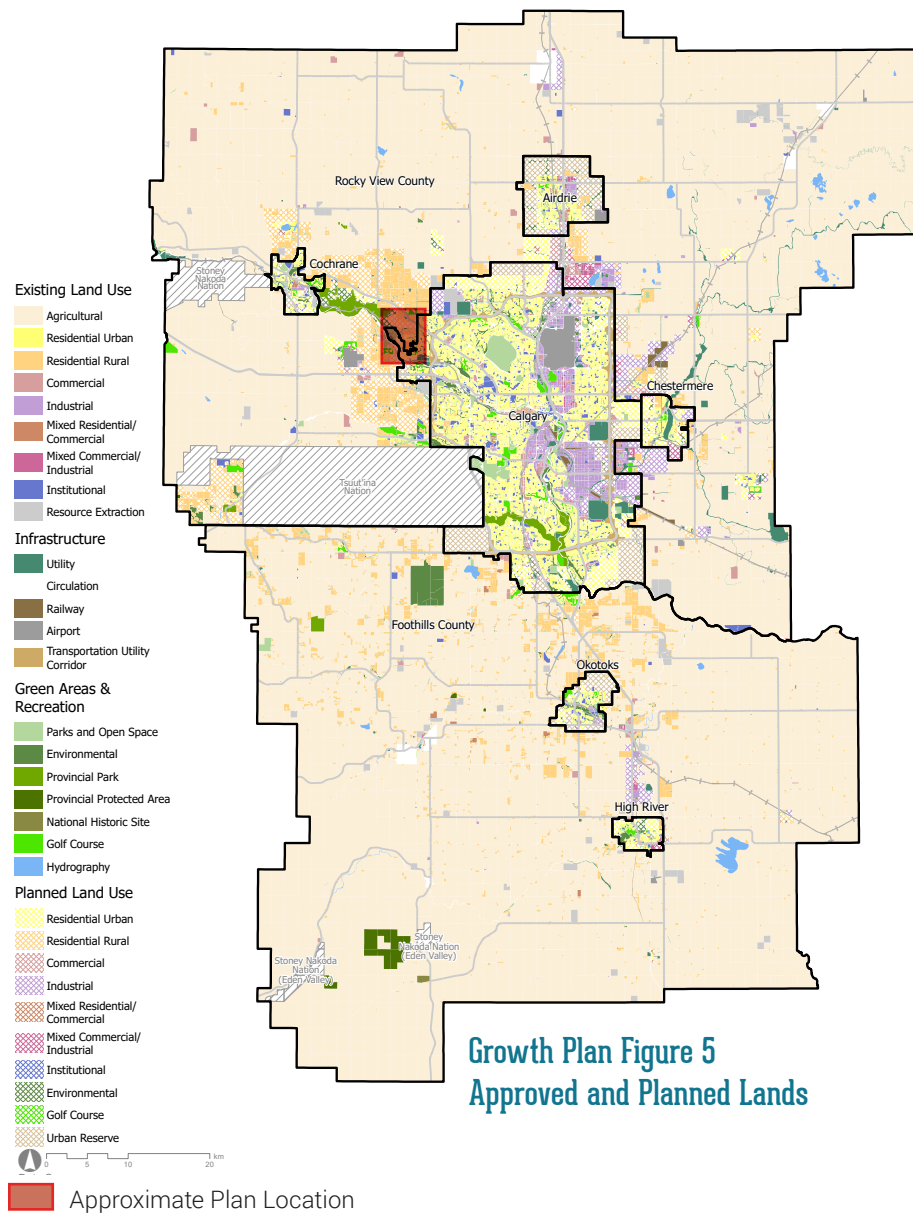 Rocky View County
Airdrie
Cochrane
Stoney
Nakoda
Nation
Existing Land Use
Agricultural
Residential Urban
Residential Rural
Commercial
Industrial
Mixed Residential/
Commercial
Mixed Commercial/
Industrial
Institutional
Resource Extraction
Chestermere
Calgary
Tsuut'ina
Nation
Infrastructure
Utility
Circulation
Railway
Airport
Transportation Utility
Corridor
Foothills County
Okotoks
Green Areas &
Recreation
Parks and Open Space
Environmental
Provincial Park
Provincial Protected Area
National Historic Site
Golf Course
Hydrography
High River
Planned Land Use
Residential Urban
Residential Rural
Commercial
Industrial
Mixed Residential/
Commercial
Mixed Commercial/
Industrial
Institutional
Environmental
Golf Course
Urban Reserve
Stoney
Nakoda Nation
(Eden Valley)
Stoney Nakoda
Nation
(Eden Valley)
Growth Plan Figure 5
Approved and Planned Lands
km
0 5 10 20
Approximate Plan Location